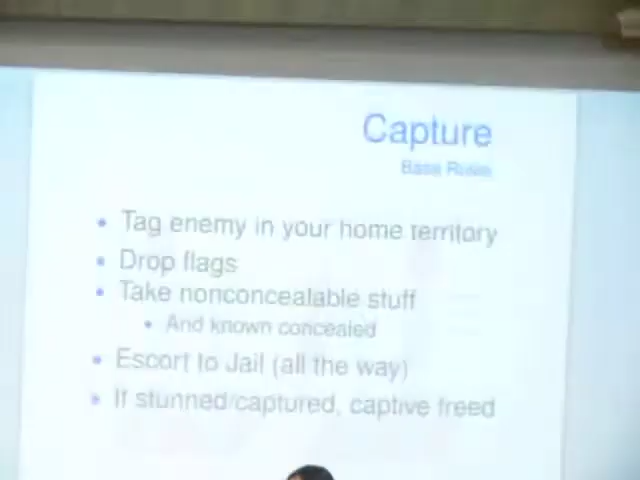 Capture
Base Rules
• Tag enemy in your home territory
• Drop flags
• Take nonconcealable stuff
• And known concealed
• Escort to Jail (all the way)
• If stunned/captured, captive freed